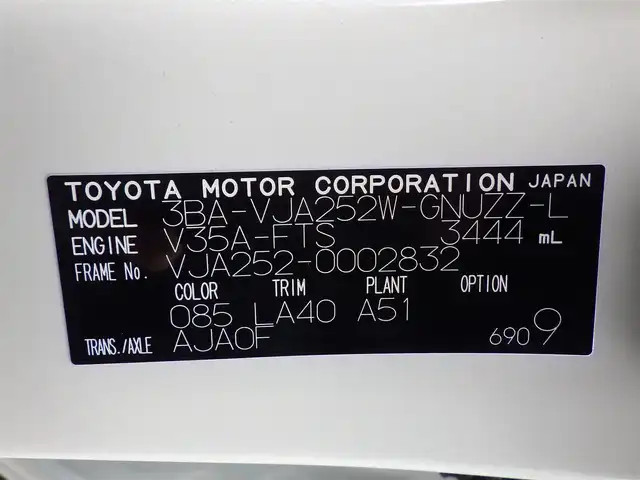 TOYOTA MOTOR CORPORATION JAPAN
MODEL 3BA-VJA252W-GNUZZ-L
ENGINE V35A-FTS 3444 mL
FRAME No. VJA252-0002832
COLOR TRIM PLANT OPTION
085 LA40 A51
TRANS./AXLE AJA0F 690 9